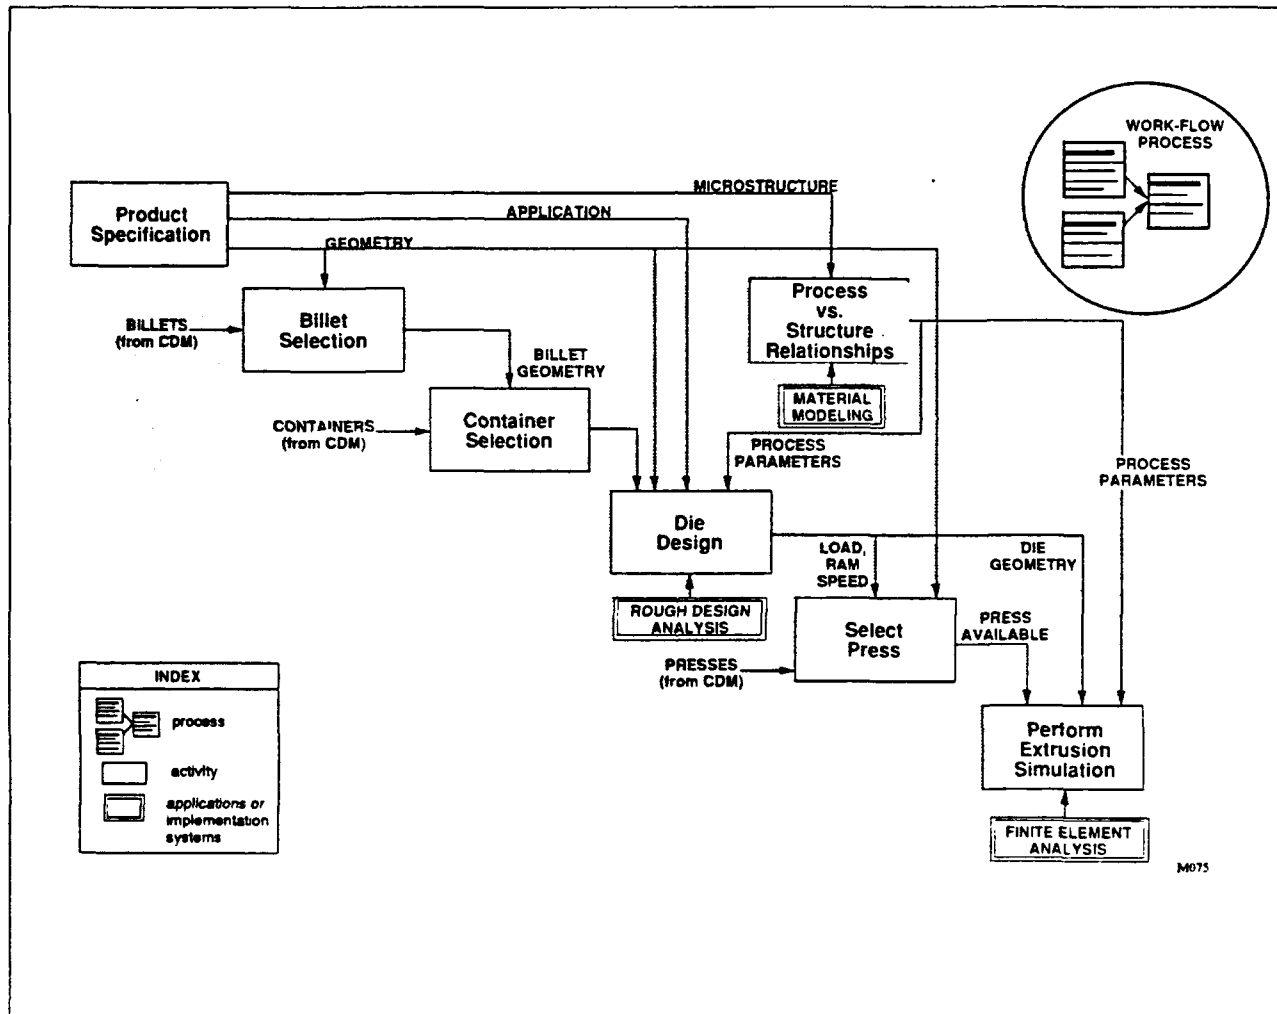 WORK-FLOW
PROCESS
MICROSTRUCTURE
Product
Specification
APPLICATION
GEOMETRY
Process
vs.
Structure
Relationships
BILLETS
(from CDM)
Billet
Selection
BILLET
GEOMETRY
MATERIAL
MODELING
CONTAINERS
(from CDM)
Container
Selection
PROCESS
PARAMETERS
PROCESS
PARAMETERS
Die
Design
LOAD,
RAM
SPEED
DIE
GEOMETRY
ROUGH DESIGN
ANALYSIS
Select
Press
PRESS
AVAILABLE
PRESSES
(from CDM)
INDEX
process
activity
applications or
implementation
systems
Perform
Extrusion
Simulation
FINITE ELEMENT
ANALYSIS
M075